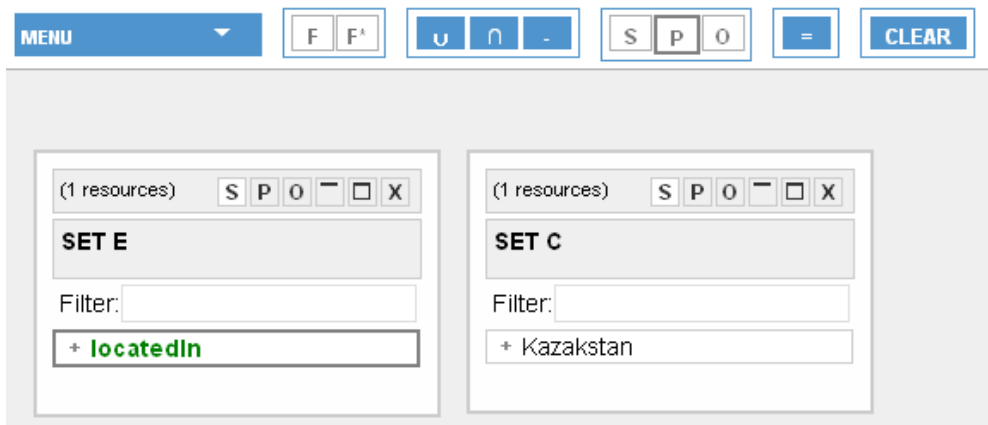 MENU F F* ∪ ∩ - S P O = CLEAR
(1 resources) S P O X
SET E
Filter:
+ locatedIn
(1 resources) S P O X
SET C
Filter:
+ Kazakstan